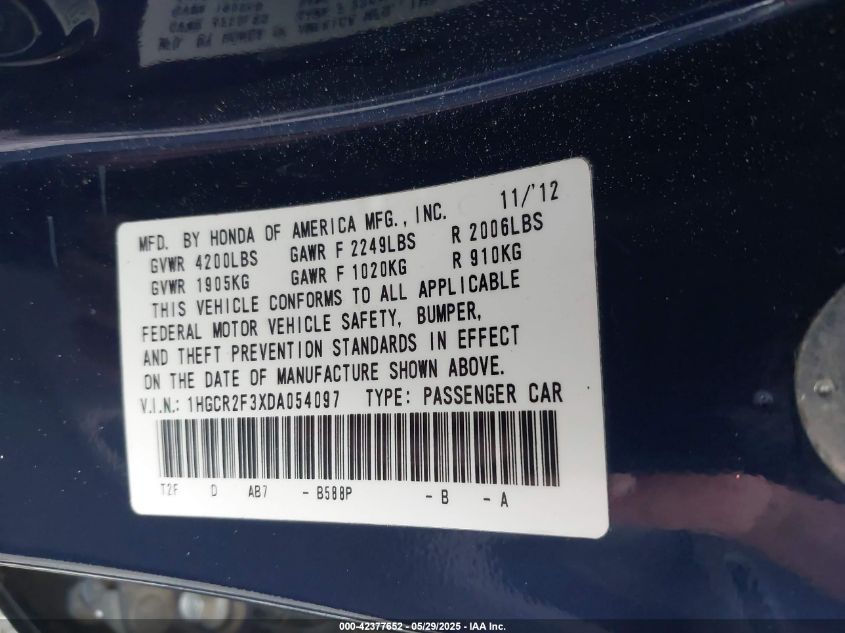 11/'12
MFD. BY HONDA OF AMERICA MFG., INC.
GVWR 4200LBS GAWR F 2249LBS R 2006LBS
GVWR 1905KG GAWR F 1020KG R 910KG
THIS VEHICLE CONFORMS TO ALL APPLICABLE
FEDERAL MOTOR VEHICLE SAFETY, BUMPER,
AND THEFT PREVENTION STANDARDS IN EFFECT
ON THE DATE OF MANUFACTURE SHOWN ABOVE.
V.I.N.: 1HGCR2F3XDA054097 TYPE: PASSENGER CAR
T2F D AB7 - B588P - B - A
000-42377652 - 05/29/2025 - IAA Inc.